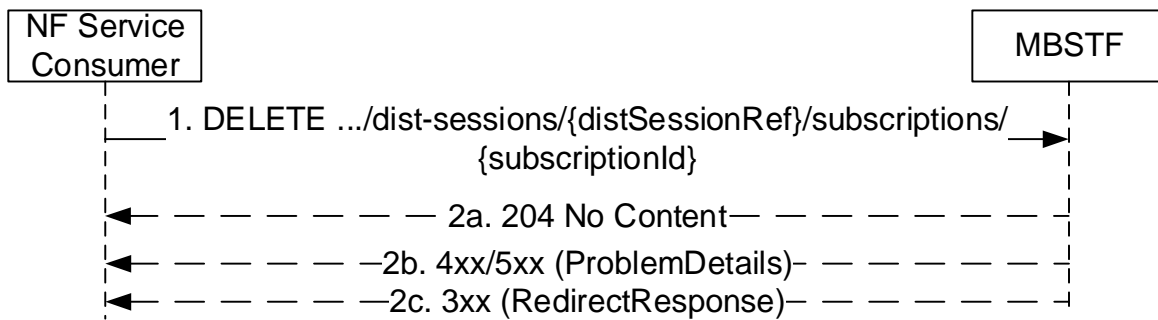 NF Service
Consumer
MBSTF
1. DELETE .../dist-sessions/{distSessionRef}/subscriptions/
{subscriptionId}
2a. 204 No Content
2b. 4xx/5xx (ProblemDetails)
2c. 3xx (RedirectResponse)